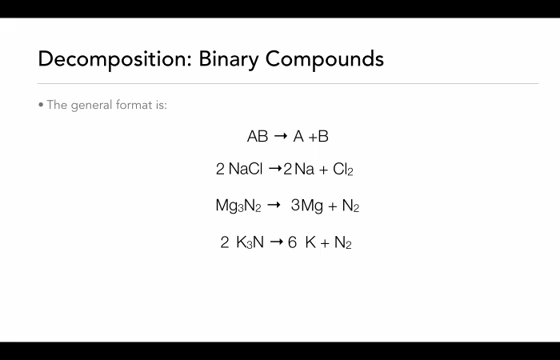 Decomposition: Binary Compounds
• The general format is:
AB → A +B
2 NaCl →2 Na + Cl₂
Mg₃N₂ → 3Mg + N₂
2 K₃N → 6 K + N₂